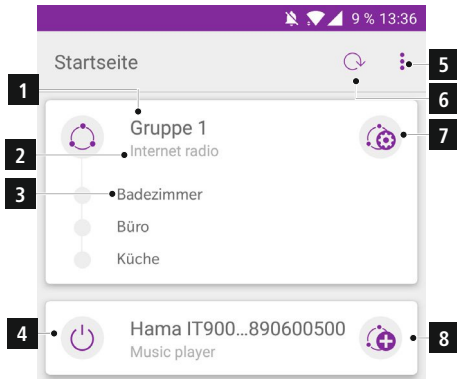 9 % 13:36
Startseite
5
6
1
Gruppe 1
7
2
Internet radio
3
Badezimmer
Büro
Küche
4
Hama IT900...890600500
8
Music player